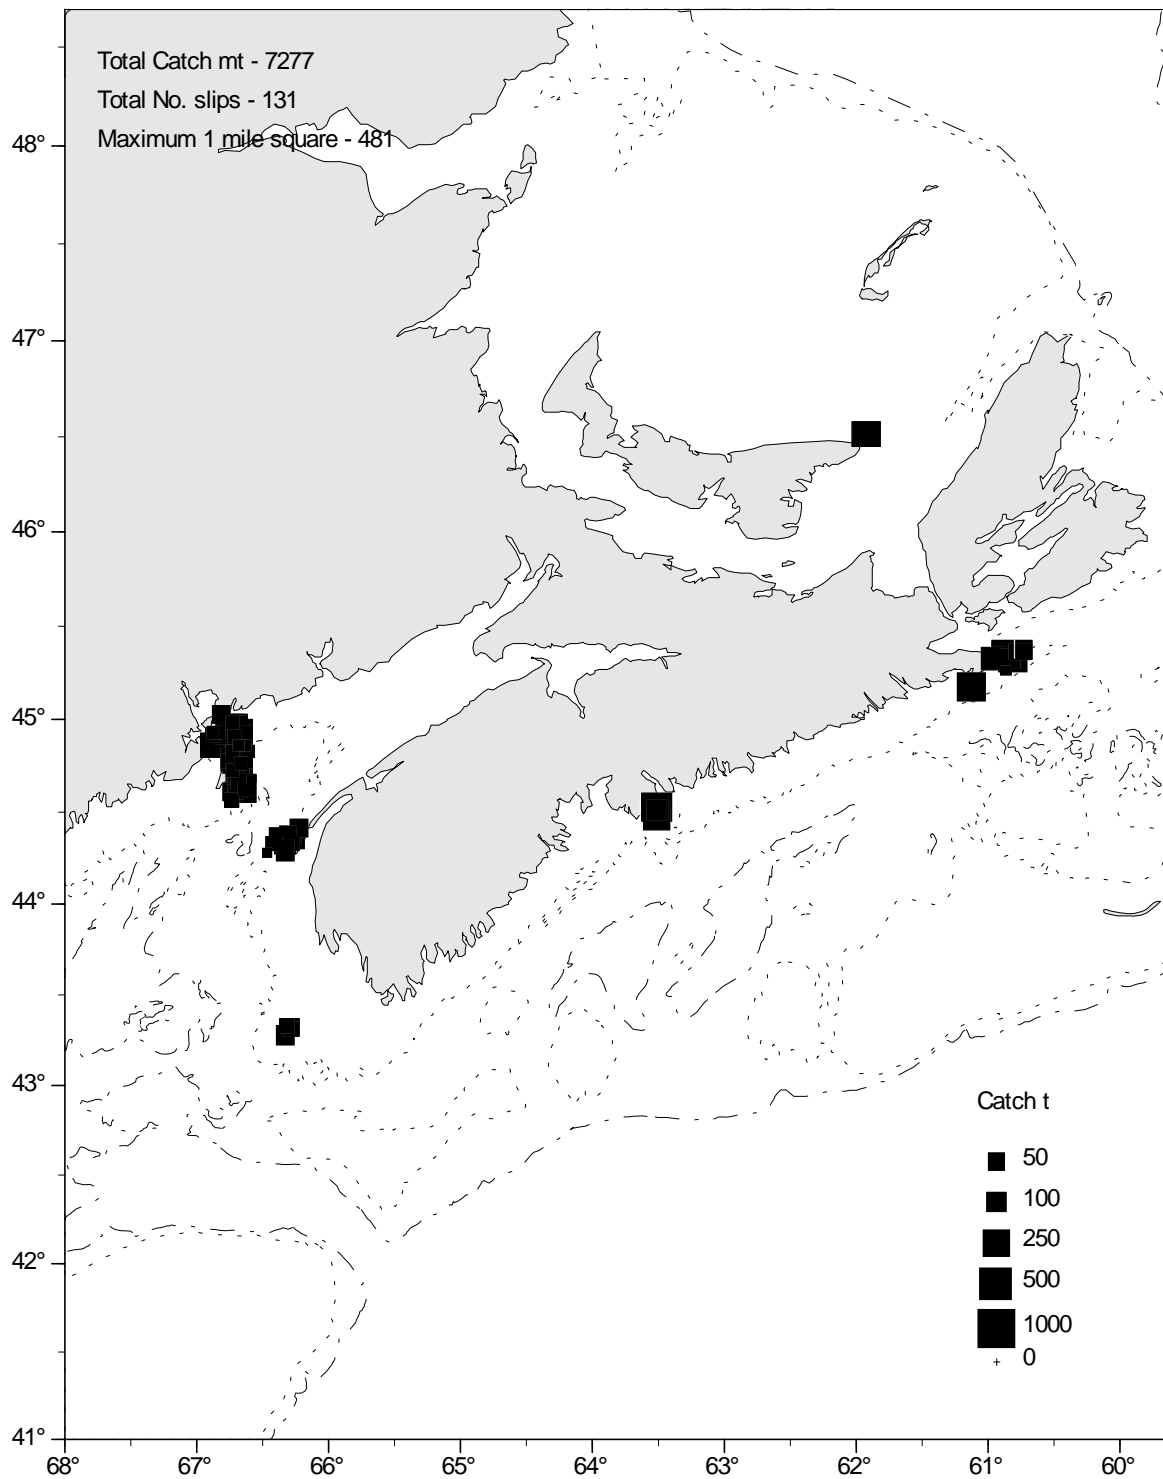 Total Catch mt - 7277
Total No. slips - 131
Maximum 1 mile square - 481
48°
47°
46°
45°
44°
43°
42°
41°
Catch t
50
100
250
500
1000
0
68° 67° 66° 65° 64° 63° 62° 61° 60°